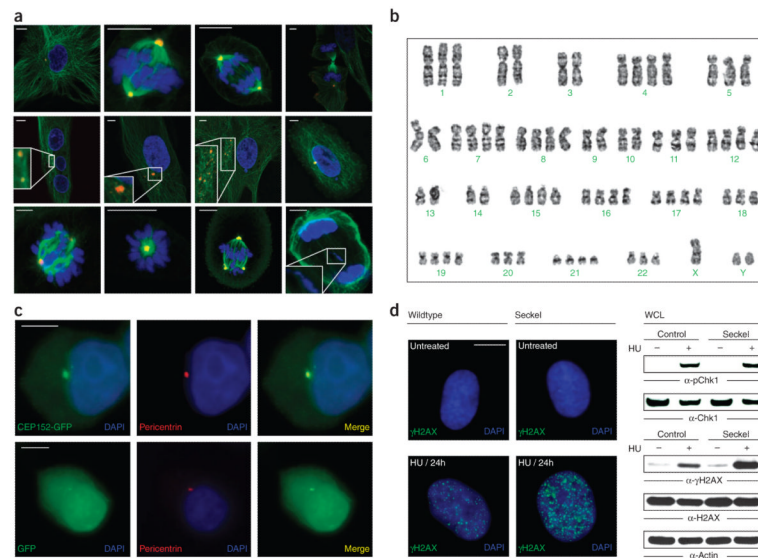 a
b
1 2 3 4 5
6 7 8 9 10 11 12
13 14 15 16 17 18
19 20 21 22 X Y
c
CEP152-GFP DAPI Pericentrin DAPI Merge
GFP Pericentrin DAPI Merge
d
Wildtype Seckel
Untreated Untreated
γH2AX DAPI γH2AX DAPI
HU / 24h HU / 24h
γH2AX DAPI γH2AX DAPI
WCL
Control Seckel
HU – + – +
α-pChk1
α-Chk1
Control Seckel
HU – + – +
α-γH2AX
α-H2AX
α-Actin